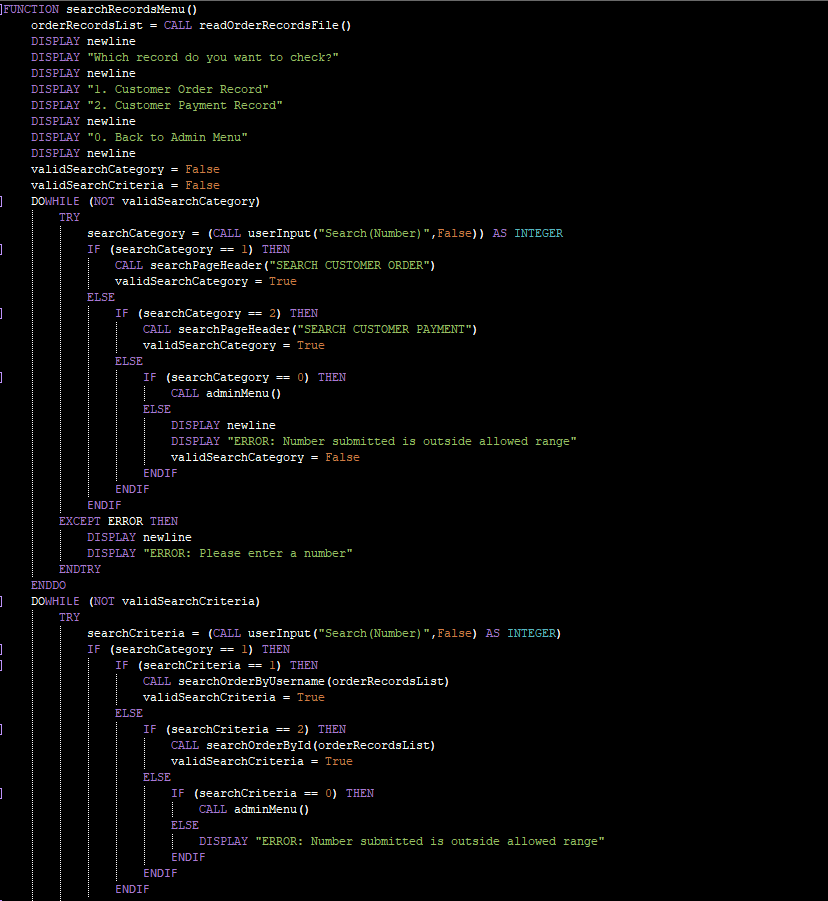 FUNCTION searchRecordsMenu()
orderRecordsList = CALL readOrderRecordsFile()
DISPLAY newline
DISPLAY "Which record do you want to check?"
DISPLAY newline
DISPLAY "1. Customer Order Record"
DISPLAY "2. Customer Payment Record"
DISPLAY newline
DISPLAY "0. Back to Admin Menu"
DISPLAY newline
validSearchCategory = False
validSearchCriteria = False
DOWHILE (NOT validSearchCategory)
TRY
searchCategory = (CALL userInput("Search(Number)",False)) AS INTEGER
IF (searchCategory == 1) THEN
CALL searchPageHeader("SEARCH CUSTOMER ORDER")
validSearchCategory = True
ELSE
IF (searchCategory == 2) THEN
CALL searchPageHeader("SEARCH CUSTOMER PAYMENT")
validSearchCategory = True
ELSE
IF (searchCategory == 0) THEN
CALL adminMenu()
ELSE
DISPLAY newline
DISPLAY "ERROR: Number submitted is outside allowed range"
validSearchCategory = False
ENDIF
ENDIF
ENDIF
EXCEPT ERROR THEN
DISPLAY newline
DISPLAY "ERROR: Please enter a number"
ENDTRY
ENDDO
DOWHILE (NOT validSearchCriteria)
TRY
searchCriteria = (CALL userInput("Search(Number)",False) AS INTEGER)
IF (searchCategory == 1) THEN
IF (searchCriteria == 1) THEN
CALL searchOrderByUsername(orderRecordsList)
validSearchCriteria = True
ELSE
IF (searchCriteria == 2) THEN
CALL searchOrderById(orderRecordsList)
validSearchCriteria = True
ELSE
IF (searchCriteria == 0) THEN
CALL adminMenu()
ELSE
DISPLAY "ERROR: Number submitted is outside allowed range"
ENDIF
ENDIF
ENDIF